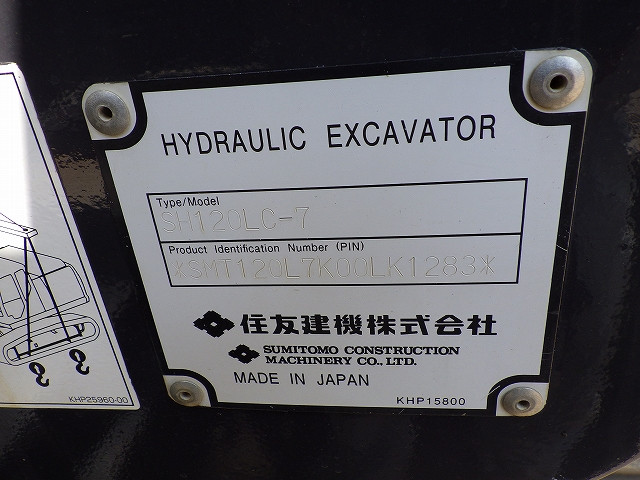 HYDRAULIC EXCAVATOR
Type/Model
SH120LC-7
Product Identification Number (PIN)
*SMT120L7K00LK1283*
住友建機株式会社
SUMITOMO CONSTRUCTION
MACHINERY CO., LTD.
MADE IN JAPAN
KHP15800
KHP25960-00